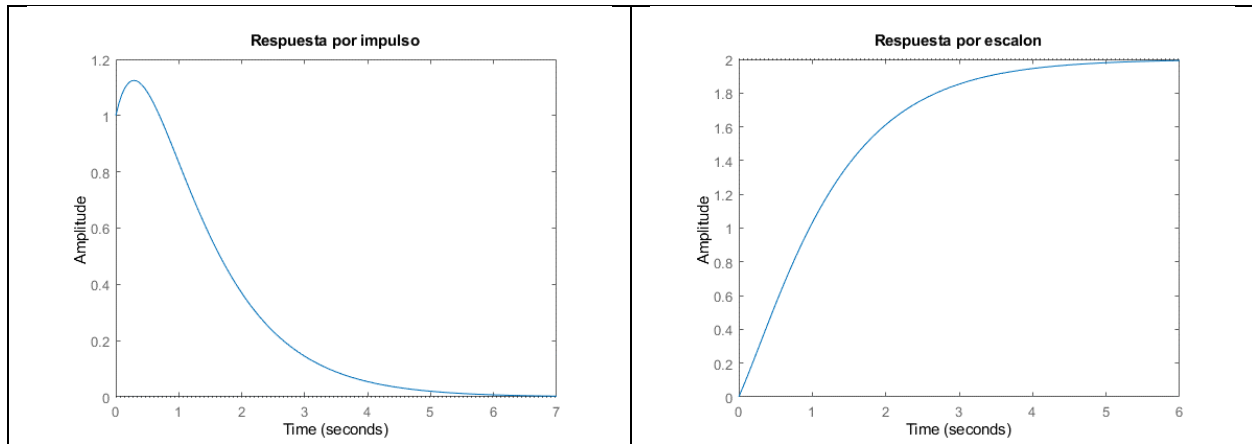 Respuesta por impulso
1.2
1
0.8
0.6
0.4
0.2
0
0 1 2 3 4 5 6 7
Amplitude
Time (seconds)
Respuesta por escalon
2
1.8
1.6
1.4
1.2
1
0.8
0.6
0.4
0.2
0
0 1 2 3 4 5 6
Amplitude
Time (seconds)